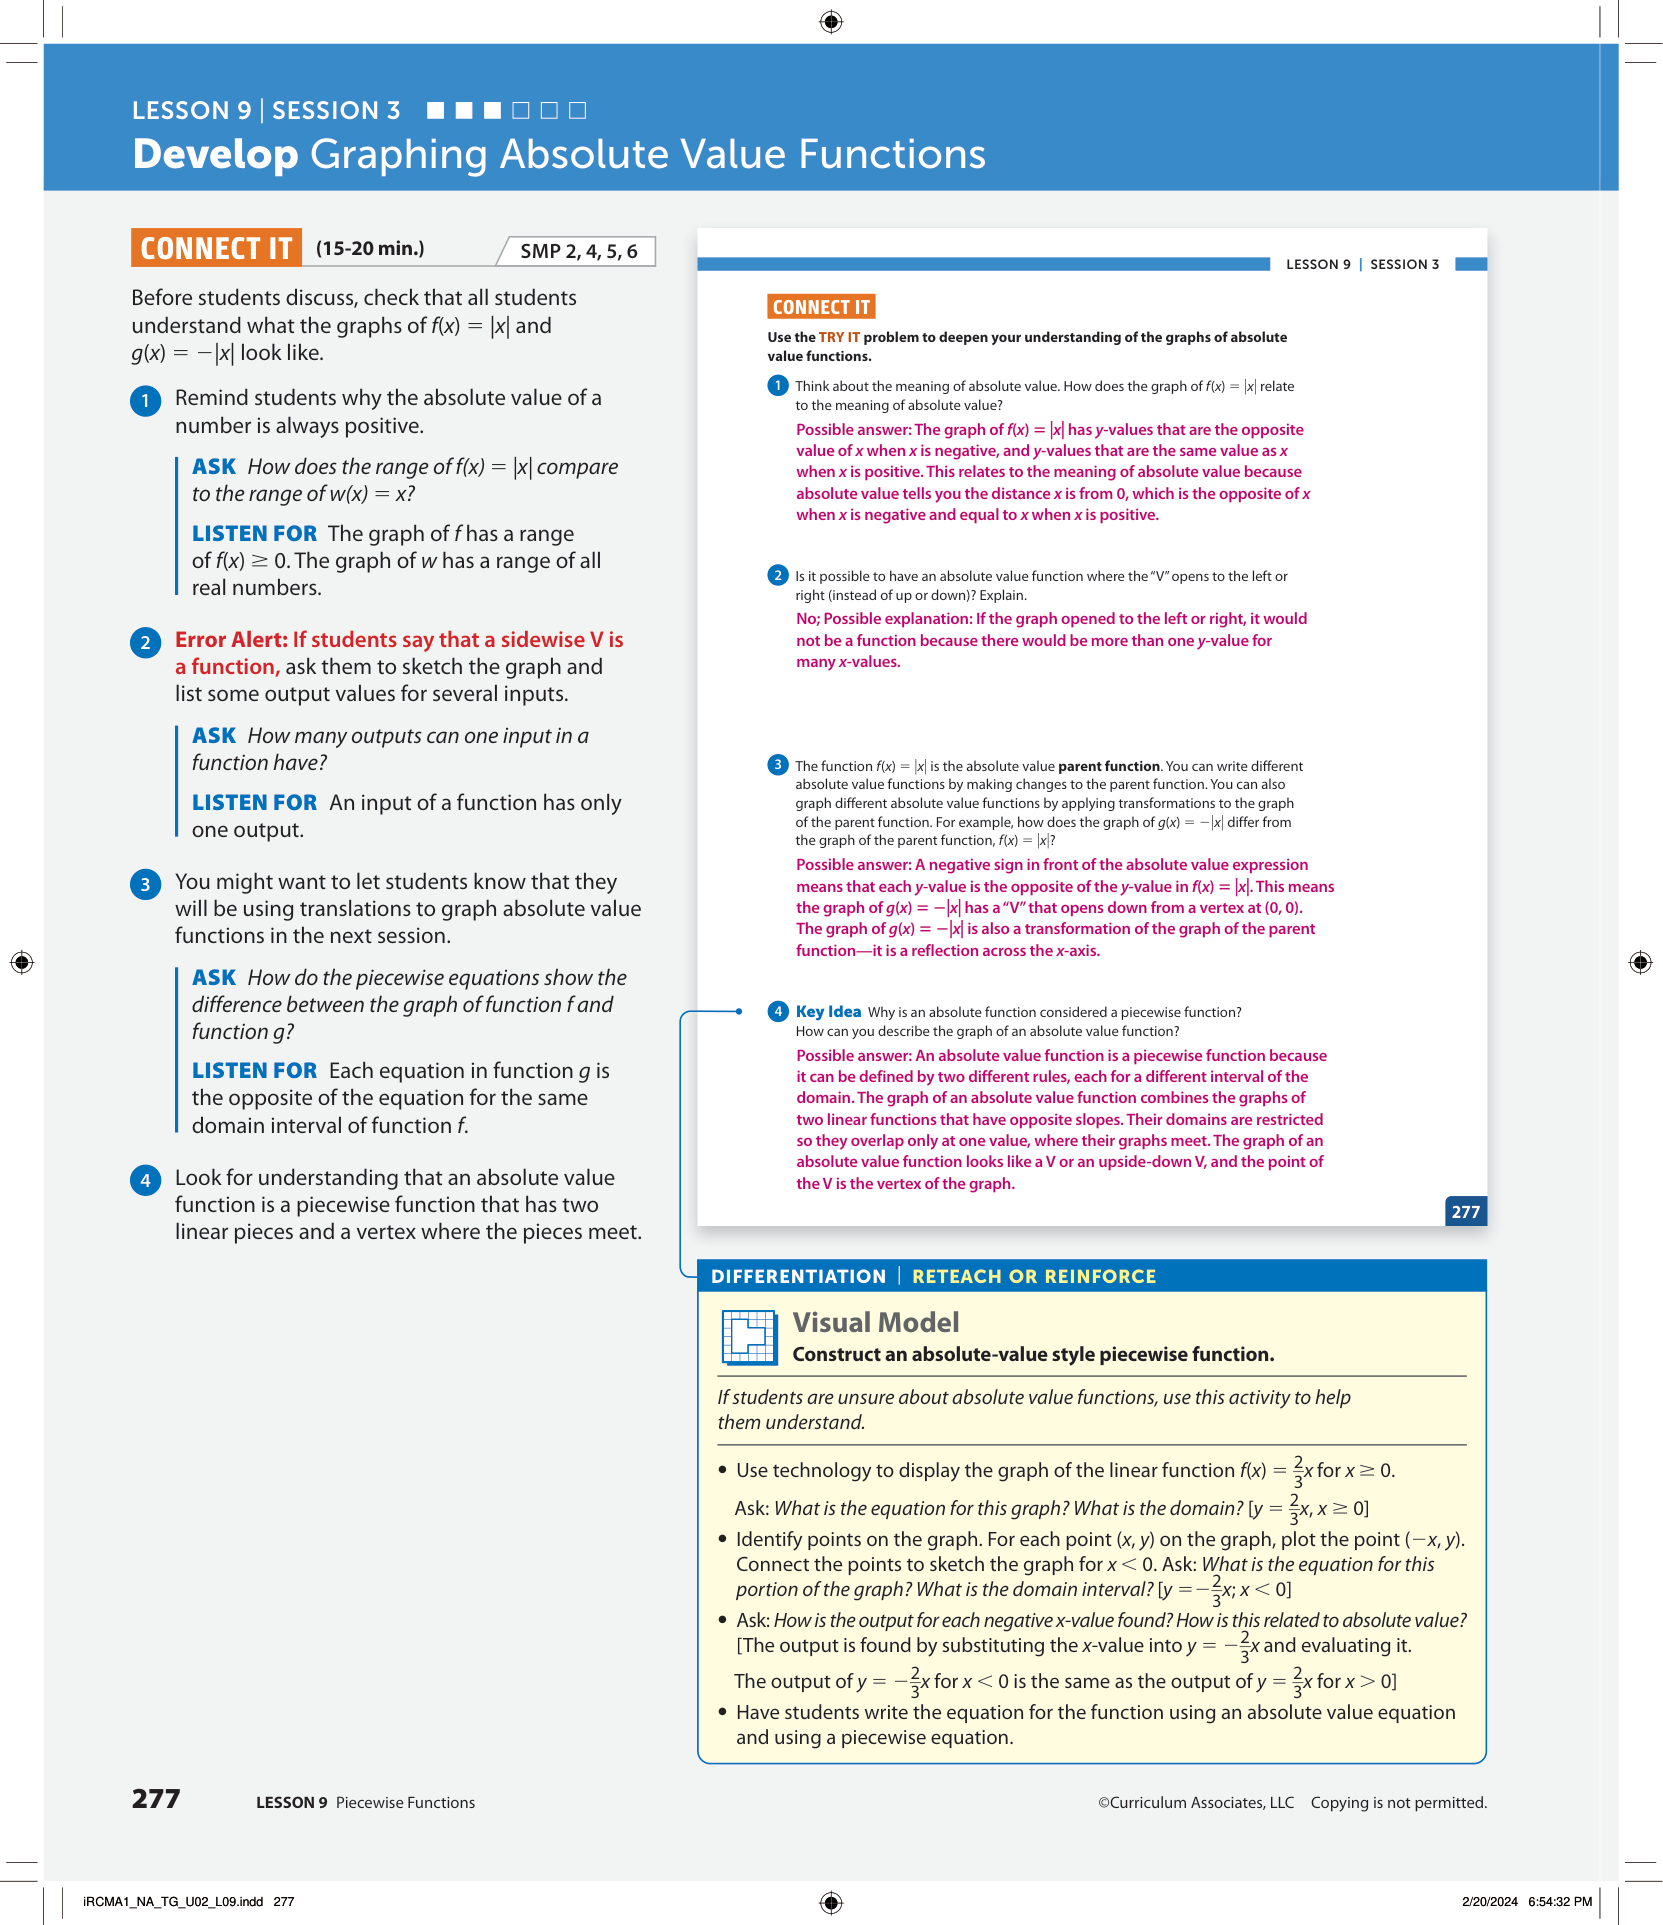 LESSON 9 | SESSION 3 ■ ■ ■ □ □ □
Develop Graphing Absolute Value Functions
CONNECT IT (15-20 min.) SMP 2, 4, 5, 6
Before students discuss, check that all students
understand what the graphs of f(x) = |x| and
g(x) = −|x| look like.
1 Remind students why the absolute value of a
number is always positive.
ASK How does the range of f(x) = |x| compare
to the range of w(x) = x?
LISTEN FOR The graph of f has a range
of f(x) ≥ 0. The graph of w has a range of all
real numbers.
2 Error Alert: If students say that a sidewise V is
a function, ask them to sketch the graph and
list some output values for several inputs.
ASK How many outputs can one input in a
function have?
LISTEN FOR An input of a function has only
one output.
3 You might want to let students know that they
will be using translations to graph absolute value
functions in the next session.
ASK How do the piecewise equations show the
difference between the graph of function f and
function g?
LISTEN FOR Each equation in function g is
the opposite of the equation for the same
domain interval of function f.
4 Look for understanding that an absolute value
function is a piecewise function that has two
linear pieces and a vertex where the pieces meet.
LESSON 9 | SESSION 3
CONNECT IT
Use the TRY IT problem to deepen your understanding of the graphs of absolute
value functions.
1 Think about the meaning of absolute value. How does the graph of f(x) = |x| relate
to the meaning of absolute value?
Possible answer: The graph of f(x) = |x| has y-values that are the opposite
value of x when x is negative, and y-values that are the same value as x
when x is positive. This relates to the meaning of absolute value because
absolute value tells you the distance x is from 0, which is the opposite of x
when x is negative and equal to x when x is positive.
2 Is it possible to have an absolute value function where the “V” opens to the left or
right (instead of up or down)? Explain.
No; Possible explanation: If the graph opened to the left or right, it would
not be a function because there would be more than one y-value for
many x-values.
3 The function f(x) = |x| is the absolute value parent function. You can write different
absolute value functions by making changes to the parent function. You can also
graph different absolute value functions by applying transformations to the graph
of the parent function. For example, how does the graph of g(x) = −|x| differ from
the graph of the parent function, f(x) = |x|?
Possible answer: A negative sign in front of the absolute value expression
means that each y-value is the opposite of the y-value in f(x) = |x|. This means
the graph of g(x) = −|x| has a “V” that opens down from a vertex at (0, 0).
The graph of g(x) = −|x| is also a transformation of the graph of the parent
function—it is a reflection across the x-axis.
4 Key Idea Why is an absolute function considered a piecewise function?
How can you describe the graph of an absolute value function?
Possible answer: An absolute value function is a piecewise function because
it can be defined by two different rules, each for a different interval of the
domain. The graph of an absolute value function combines the graphs of
two linear functions that have opposite slopes. Their domains are restricted
so they overlap only at one value, where their graphs meet. The graph of an
absolute value function looks like a V or an upside-down V, and the point of
the V is the vertex of the graph.
277
DIFFERENTIATION | RETEACH OR REINFORCE
Visual Model
Construct an absolute-value style piecewise function.
If students are unsure about absolute value functions, use this activity to help
them understand.
• Use technology to display the graph of the linear function f(x) = 2/3x for x ≥ 0.
Ask: What is the equation for this graph? What is the domain? [y = 2/3x, x ≥ 0]
• Identify points on the graph. For each point (x, y) on the graph, plot the point (−x, y).
Connect the points to sketch the graph for x < 0. Ask: What is the equation for this
portion of the graph? What is the domain interval? [y = −2/3x; x < 0]
• Ask: How is the output for each negative x-value found? How is this related to absolute value?
[The output is found by substituting the x-value into y = −2/3x and evaluating it.
The output of y = −2/3x for x < 0 is the same as the output of y = 2/3x for x > 0]
• Have students write the equation for the function using an absolute value equation
and using a piecewise equation.
277 LESSON 9 Piecewise Functions ©Curriculum Associates, LLC Copying is not permitted.
iRCMA1_NA_TG_U02_L09.indd 277 2/20/2024 6:54:32 PM